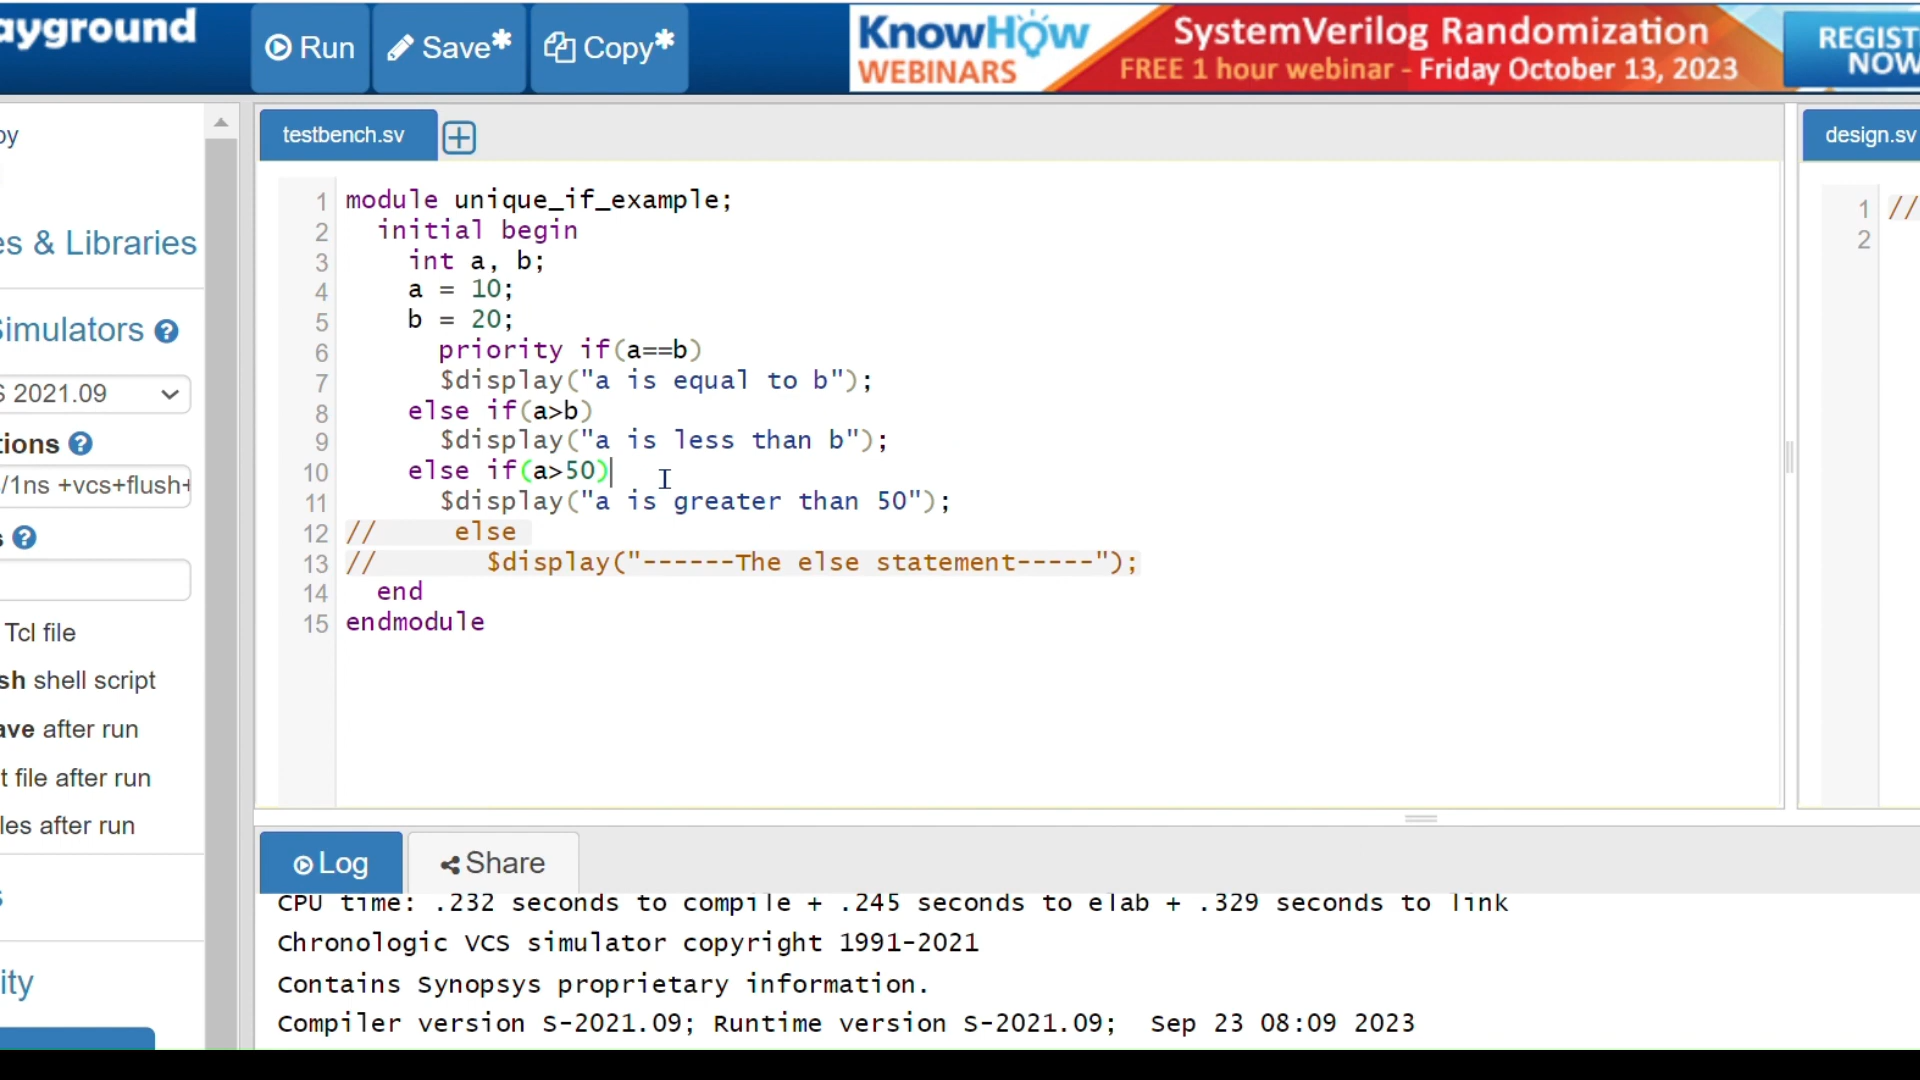 ayground
Run
Save*
Copy*
KnowHow
WEBINARS
SystemVerilog Randomization
FREE 1 hour webinar - Friday October 13, 2023
REGIST
NOW
by
es & Libraries
Simulators
S 2021.09
tions
/1ns +vcs+flush+
s
Tcl file
sh shell script
ave after run
t file after run
les after run
s
ity
testbench.sv
1 module unique_if_example;
2 initial begin
3 int a, b;
4 a = 10;
5 b = 20;
6 priority if(a==b)
7 $display("a is equal to b");
8 else if(a>b)
9 $display("a is less than b");
10 else if(a>50)
11 $display("a is greater than 50");
12 // else
13 // $display("------The else statement-----");
14 end
15 endmodule
design.sv
1 //
2
Log
Share
CPU time: .232 seconds to compile + .245 seconds to elab + .329 seconds to link
Chronologic VCS simulator copyright 1991-2021
Contains Synopsys proprietary information.
Compiler version S-2021.09; Runtime version S-2021.09; Sep 23 08:09 2023